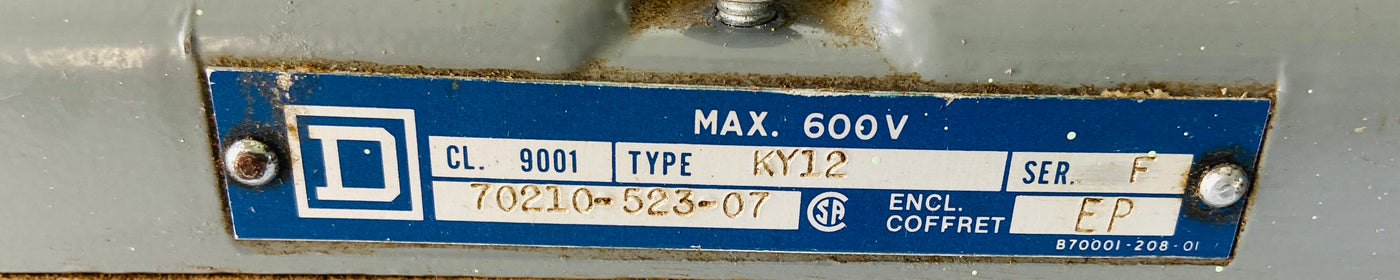 MAX. 600V
D CL. 9001 TYPE KY12 SER. F
70210-523-07 SA ENCL. EP
COFFRET
B70001-208-01